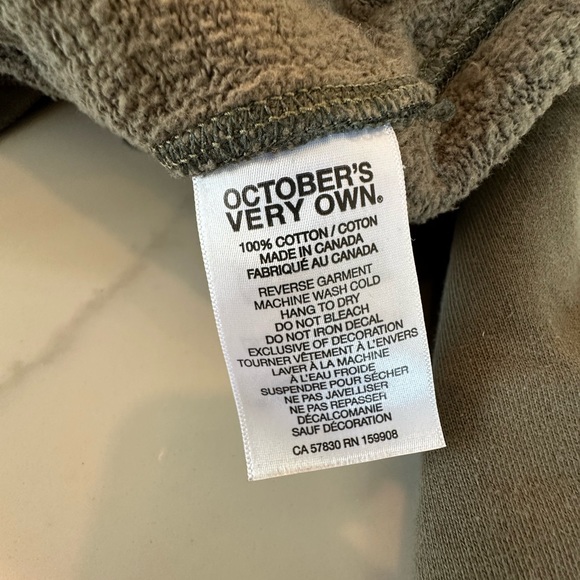 OCTOBER'S
VERY OWN.®
100% COTTON / COTON
MADE IN CANADA
FABRIQUÉ AU CANADA
REVERSE GARMENT
MACHINE WASH COLD
HANG TO DRY
DO NOT BLEACH
DO NOT IRON DECAL
EXCLUSIVE OF DECORATION
TOURNER VÊTEMENT À L'ENVERS
LAVER À LA MACHINE
À L'EAU FROIDE
SUSPENDRE POUR SÉCHER
NE PAS JAVELLISER
NE PAS REPASSER
DÉCALCOMANIE
SAUF DÉCORATION
CA 57830 RN 159908